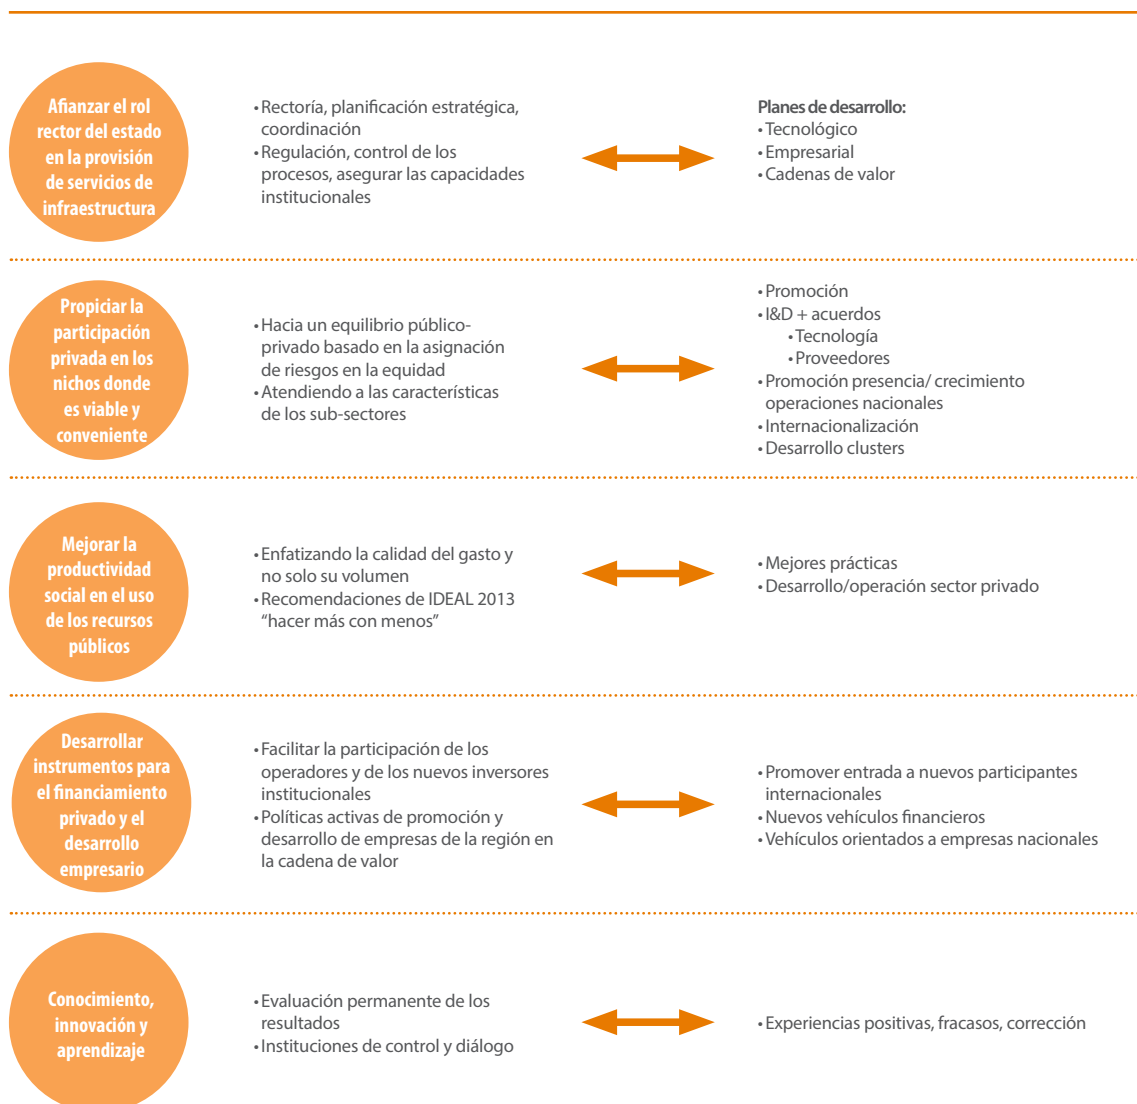 Afianzar el rol
rector del estado
en la provisión
de servicios de
infraestructura
• Rectoría, planificación estratégica,
coordinación
• Regulación, control de los
procesos, asegurar las capacidades
institucionales
Planes de desarrollo:
• Tecnológico
• Empresarial
• Cadenas de valor
Propiciar la
participación
privada en los
nichos donde
es viable y
conveniente
• Hacia un equilibrio público-
privado basado en la asignación
de riesgos en la equidad
• Atendiendo a las características
de los sub-sectores
• Promoción
• I&D + acuerdos
• Tecnología
• Proveedores
• Promoción presencia/ crecimiento
operaciones nacionales
• Internacionalización
• Desarrollo clusters
Mejorar la
productividad
social en el uso
de los recursos
públicos
• Enfatizando la calidad del gasto y
no solo su volumen
• Recomendaciones de IDEAL 2013
“hacer más con menos”
• Mejores prácticas
• Desarrollo/operación sector privado
Desarrollar
instrumentos para
el financiamiento
privado y el
desarrollo
empresario
• Facilitar la participación de los
operadores y de los nuevos inversores
institucionales
• Políticas activas de promoción y
desarrollo de empresas de la región en
la cadena de valor
• Promover entrada a nuevos participantes
internacionales
• Nuevos vehículos financieros
• Vehículos orientados a empresas nacionales
Conocimiento,
innovación y
aprendizaje
• Evaluación permanente de los
resultados
• Instituciones de control y diálogo
• Experiencias positivas, fracasos, corrección